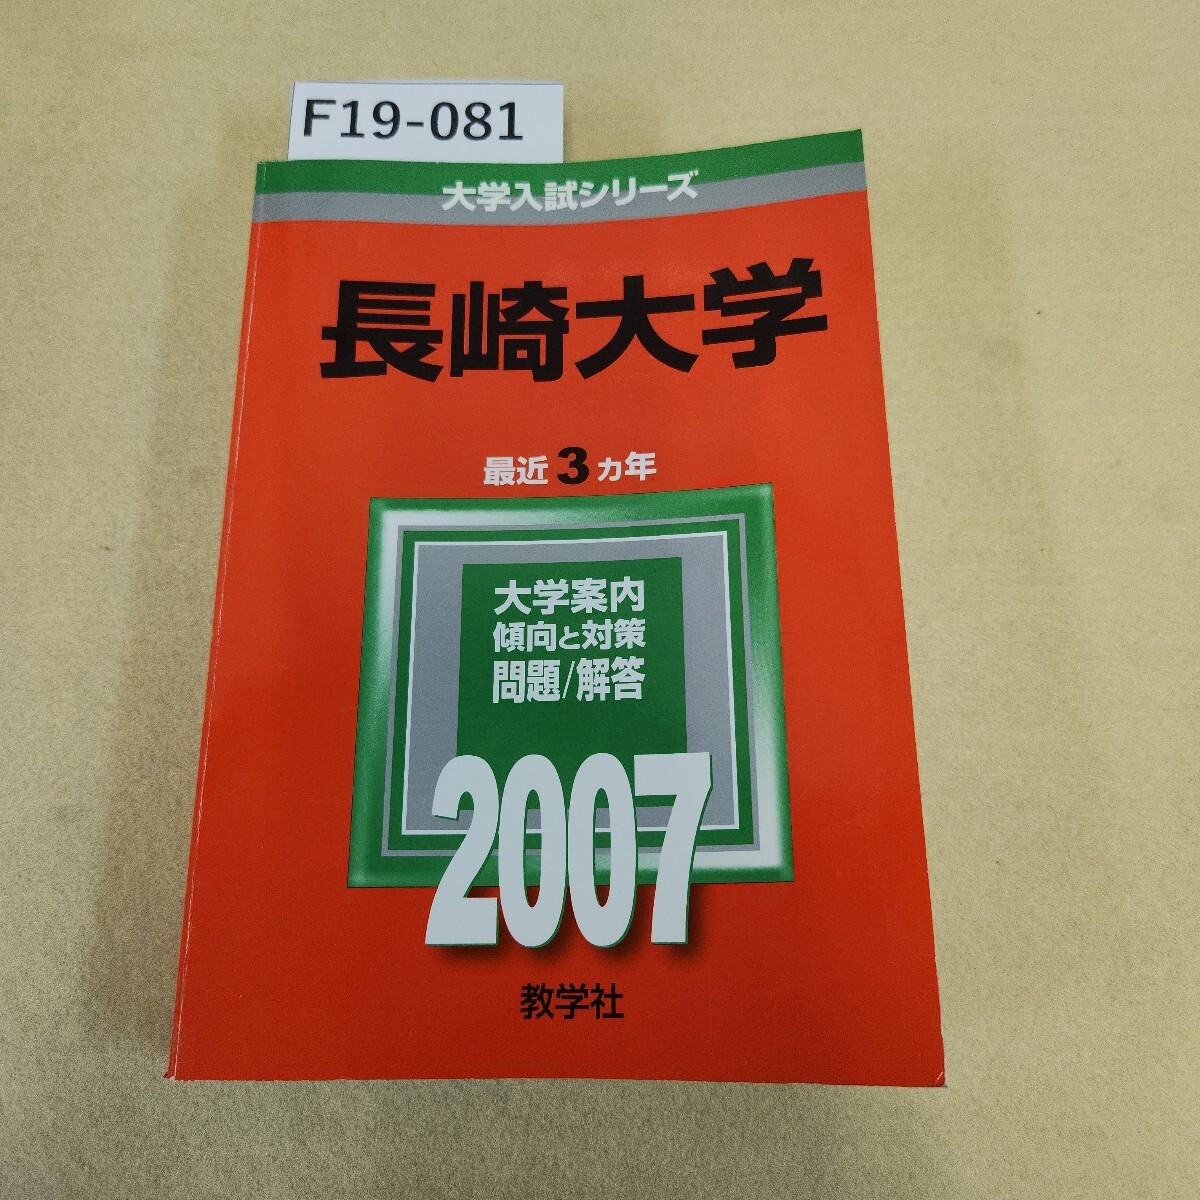 F19-081
大学入試シリーズ
長崎大学
最近3ヵ年
大学案内
傾向と対策
問題/解答
2007
教学社